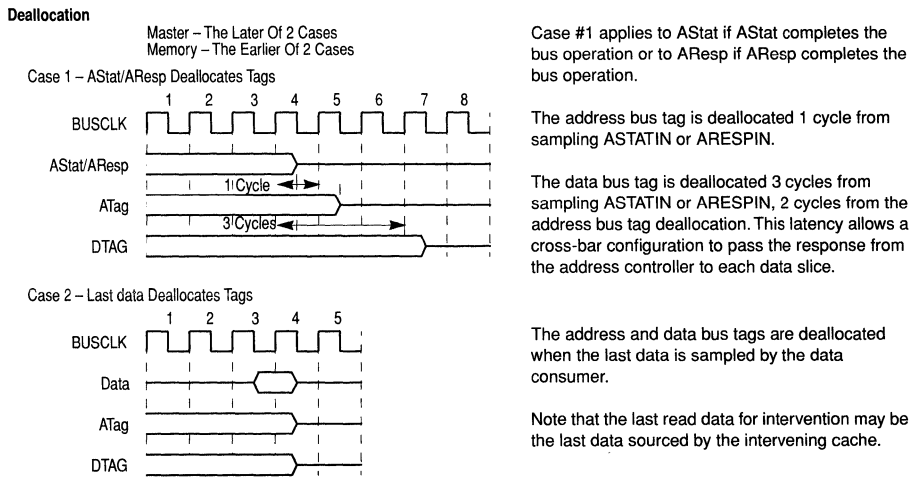 Deallocation
Master – The Later Of 2 Cases
Memory – The Earlier Of 2 Cases
Case 1 – AStat/AResp Deallocates Tags
1 2 3 4 5 6 7 8
BUSCLK
AStat/AResp
1 Cycle
ATag
3 Cycles
DTAG
Case #1 applies to AStat if AStat completes the
bus operation or to AResp if AResp completes the
bus operation.
The address bus tag is deallocated 1 cycle from
sampling ASTATIN or ARESPIN.
The data bus tag is deallocated 3 cycles from
sampling ASTATIN or ARESPIN, 2 cycles from the
address bus tag deallocation. This latency allows a
cross-bar configuration to pass the response from
the address controller to each data slice.
Case 2 – Last data Deallocates Tags
1 2 3 4 5
BUSCLK
Data
ATag
DTAG
The address and data bus tags are deallocated
when the last data is sampled by the data
consumer.
Note that the last read data for intervention may be
the last data sourced by the intervening cache.